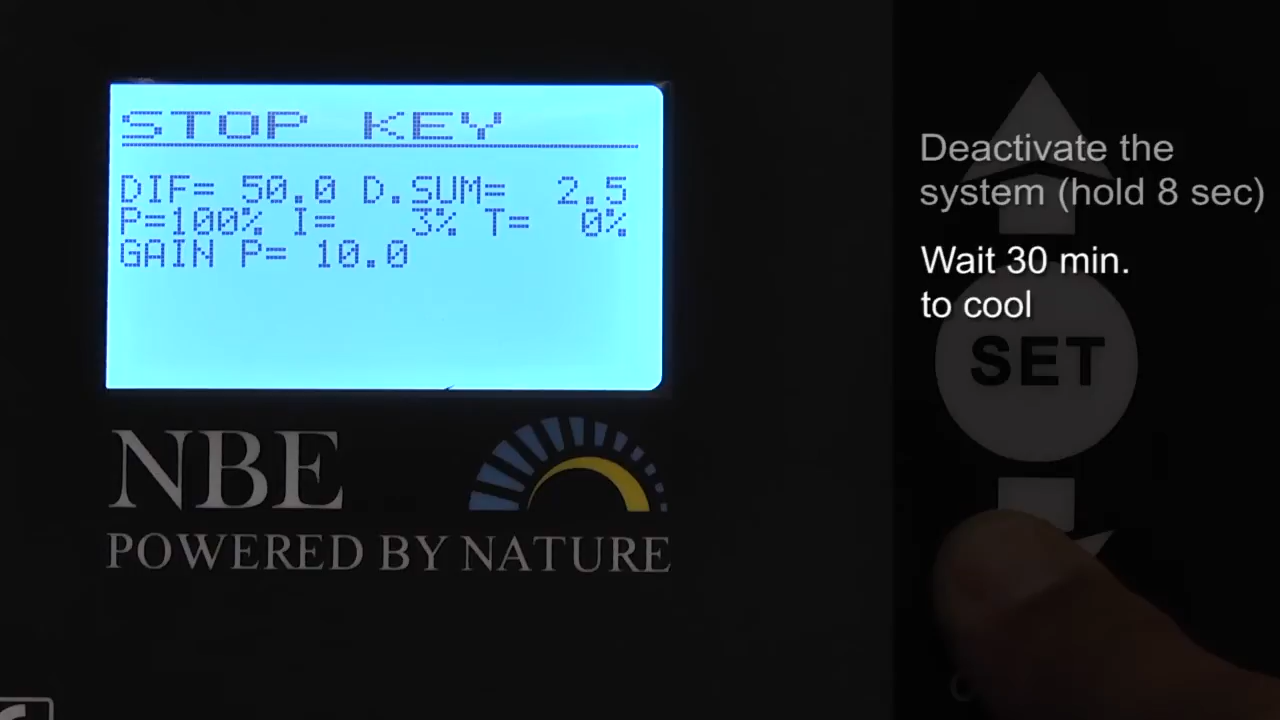 STOP KEY
DIF= 50.0 D.SUM= 2.5
P=100% I= 3% T= 0%
GAIN P= 10.0
NBE
POWERED BY NATURE
Deactivate the
system (hold 8 sec)
Wait 30 min.
to cool
SET